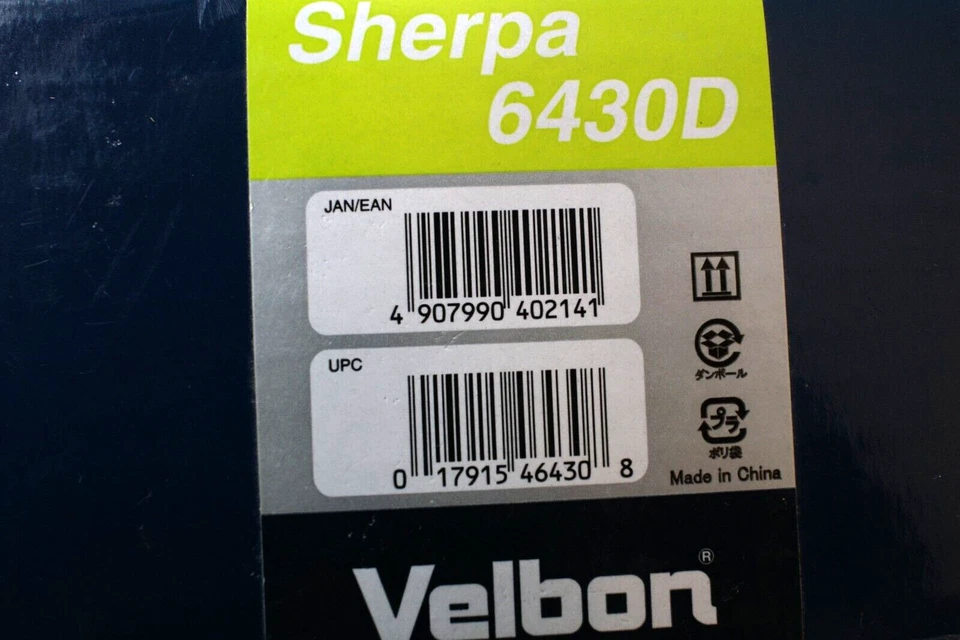 Sherpa
6430D
JAN/EAN
4 907990 402141
UPC
0 17915 46430 8
ダンボール
プラ
ポリ袋
Made in China
Velbon®